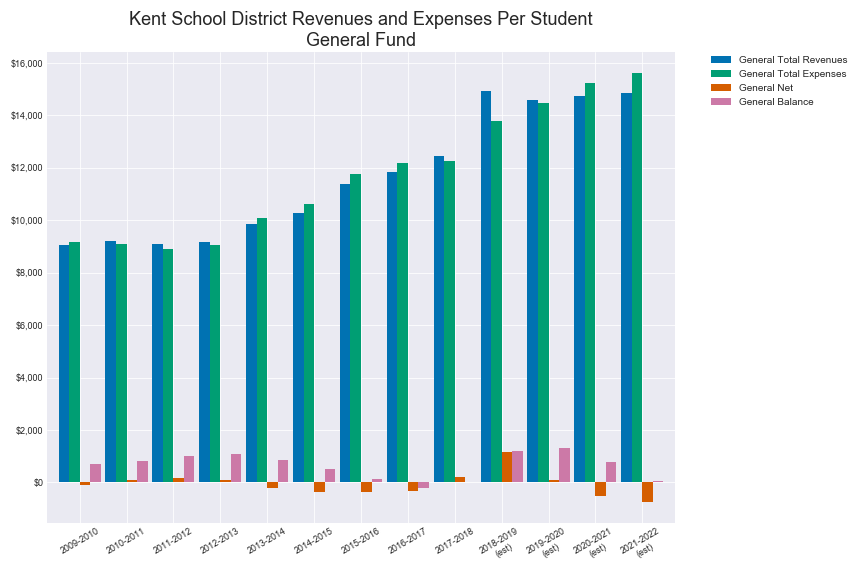 Kent School District Revenues and Expenses Per Student
General Fund
General Total Revenues
General Total Expenses
General Net
General Balance
$16,000
$14,000
$12,000
$10,000
$8,000
$6,000
$4,000
$2,000
$0
2009-2010
2010-2011
2011-2012
2012-2013
2013-2014
2014-2015
2015-2016
2016-2017
2017-2018
2018-2019
(est)
2019-2020
(est)
2020-2021
(est)
2021-2022
(est)